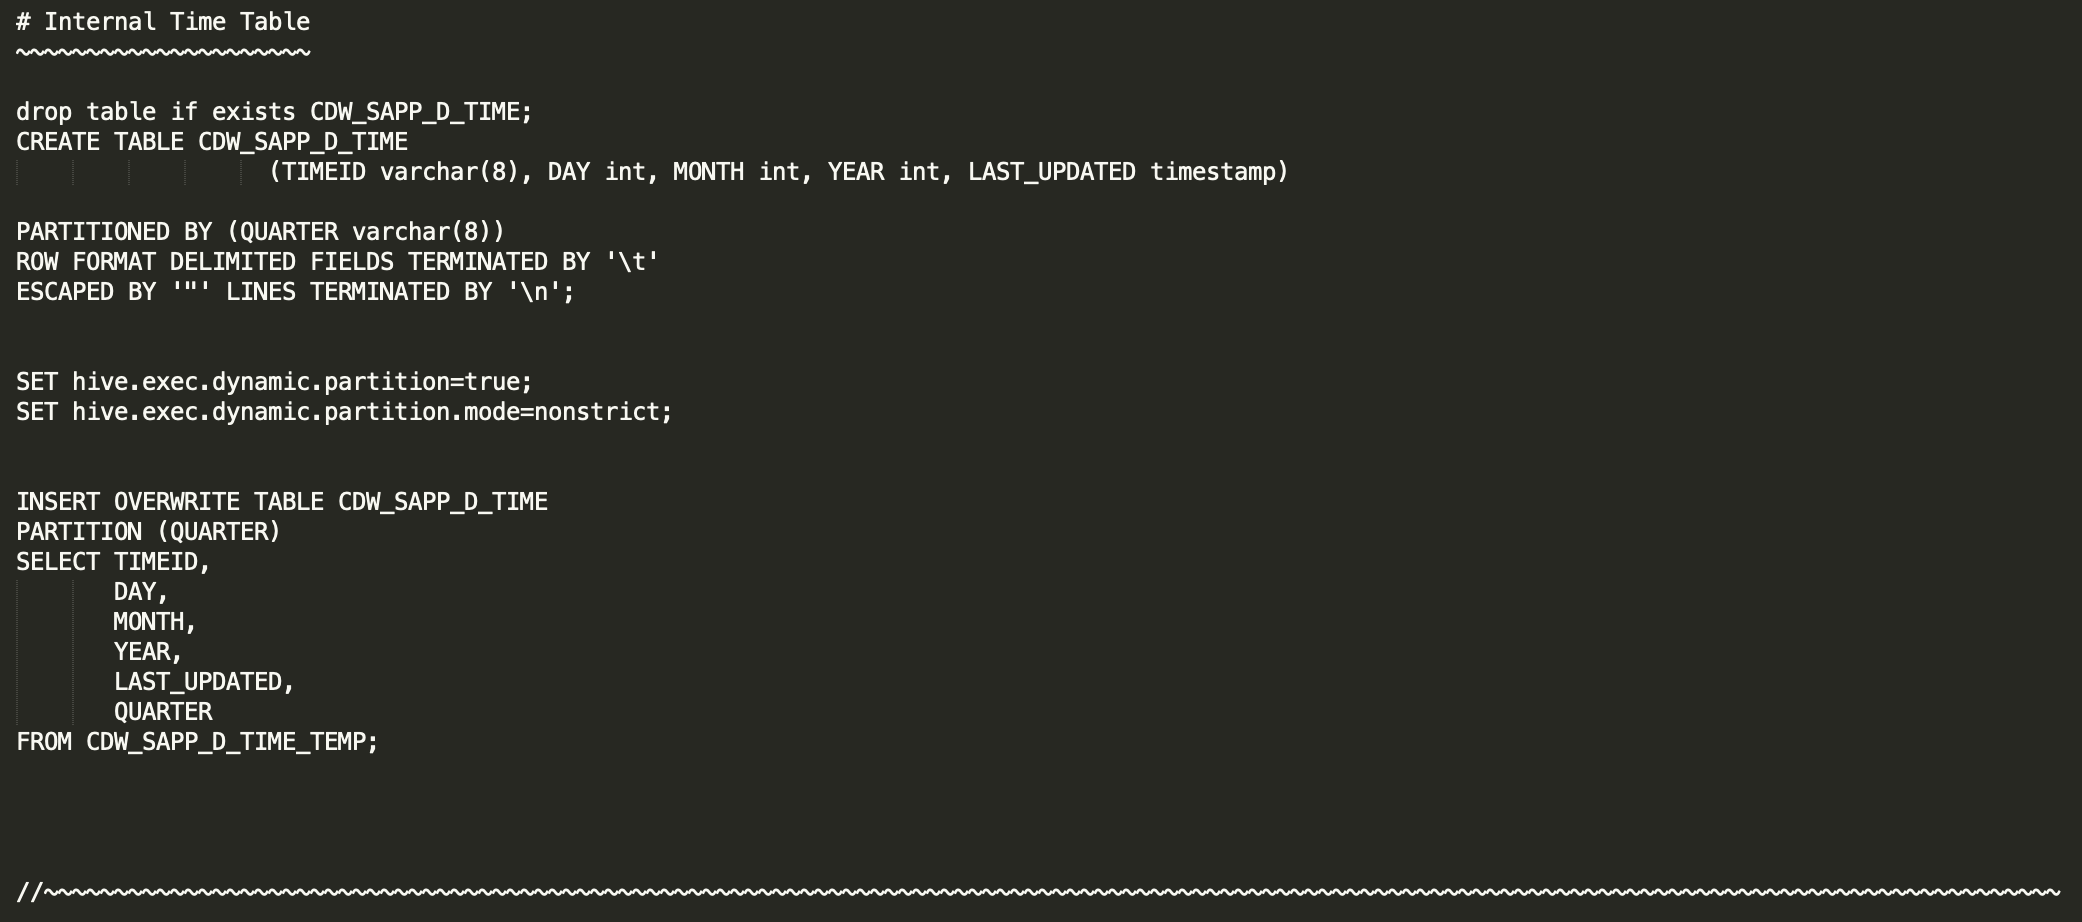 # Internal Time Table
~~~~~~~~~~~~~~~~~~~~~
drop table if exists CDW_SAPP_D_TIME;
CREATE TABLE CDW_SAPP_D_TIME
(TIMEID varchar(8), DAY int, MONTH int, YEAR int, LAST_UPDATED timestamp)
PARTITIONED BY (QUARTER varchar(8))
ROW FORMAT DELIMITED FIELDS TERMINATED BY '\t'
ESCAPED BY '"' LINES TERMINATED BY '\n';
SET hive.exec.dynamic.partition=true;
SET hive.exec.dynamic.partition.mode=nonstrict;
INSERT OVERWRITE TABLE CDW_SAPP_D_TIME
PARTITION (QUARTER)
SELECT TIMEID,
DAY,
MONTH,
YEAR,
LAST_UPDATED,
QUARTER
FROM CDW_SAPP_D_TIME_TEMP;
//~~~~~~~~~~~~~~~~~~~~~~~~~~~~~~~~~~~~~~~~~~~~~~~~~~~~~~~~~~~~~~~~~~~~~~~~~~~~~~~~~~~~~~~~~~~~~~~~~~~~~~~~~~~~~~~~~~~~~~~~~~~~~~~~~~~~~~~~~~~~~~~~